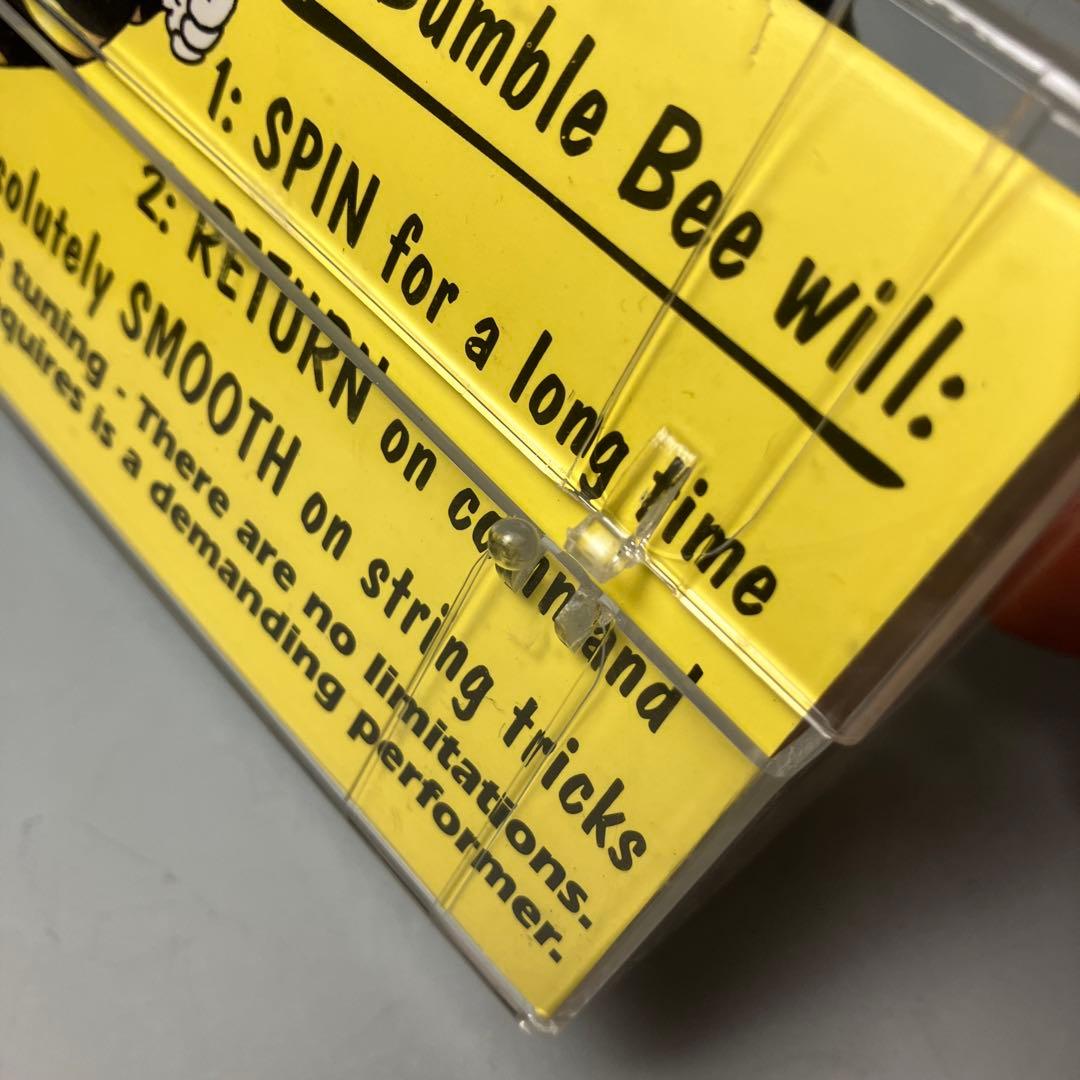 Bumble Bee will:
1: SPIN for a long time
2: RETURN on command
solutely SMOOTH on string tricks
tuning - There are no limitations.
quires is a demanding performer.